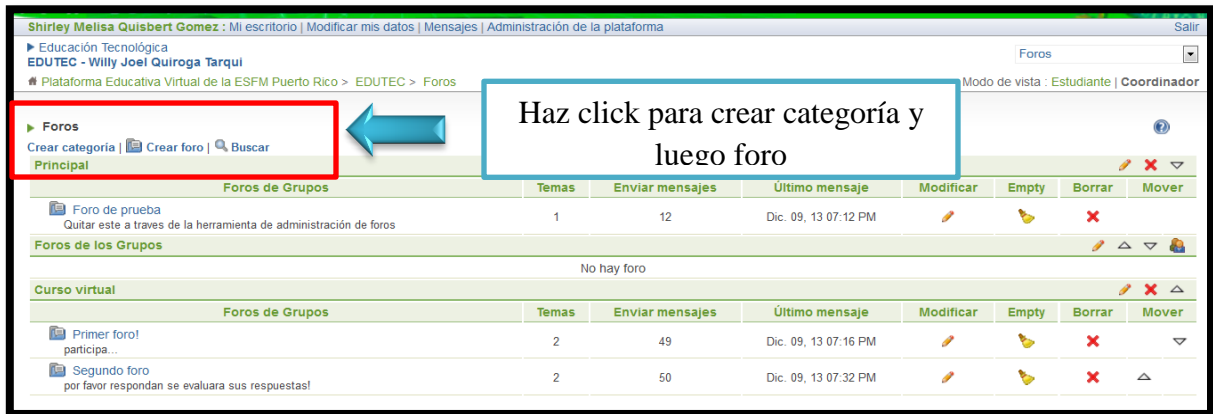 Shirley Melisa Quisbert Gomez : Mi escritorio | Modificar mis datos | Mensajes | Administración de la plataforma Salir
Educación Tecnológica
EDUTEC - Willy Joel Quiroga Tarqui
Foros
Plataforma Educativa Virtual de la ESFM Puerto Rico > EDUTEC > Foros
Modo de vista : Estudiante | Coordinador
Haz click para crear categoría y
luego foro
Foros
Crear categoría | Crear foro | Buscar
Principal
Foros de Grupos Temas Enviar mensajes Último mensaje Modificar Empty Borrar Mover
Foro de prueba 1 12 Dic. 09, 13 07:12 PM
Quitar este a traves de la herramienta de administración de foros
Foros de los Grupos
No hay foro
Curso virtual
Foros de Grupos Temas Enviar mensajes Último mensaje Modificar Empty Borrar Mover
Primer foro! 2 49 Dic. 09, 13 07:16 PM
participa...
Segundo foro 2 50 Dic. 09, 13 07:32 PM
por favor respondan se evaluara sus respuestas!